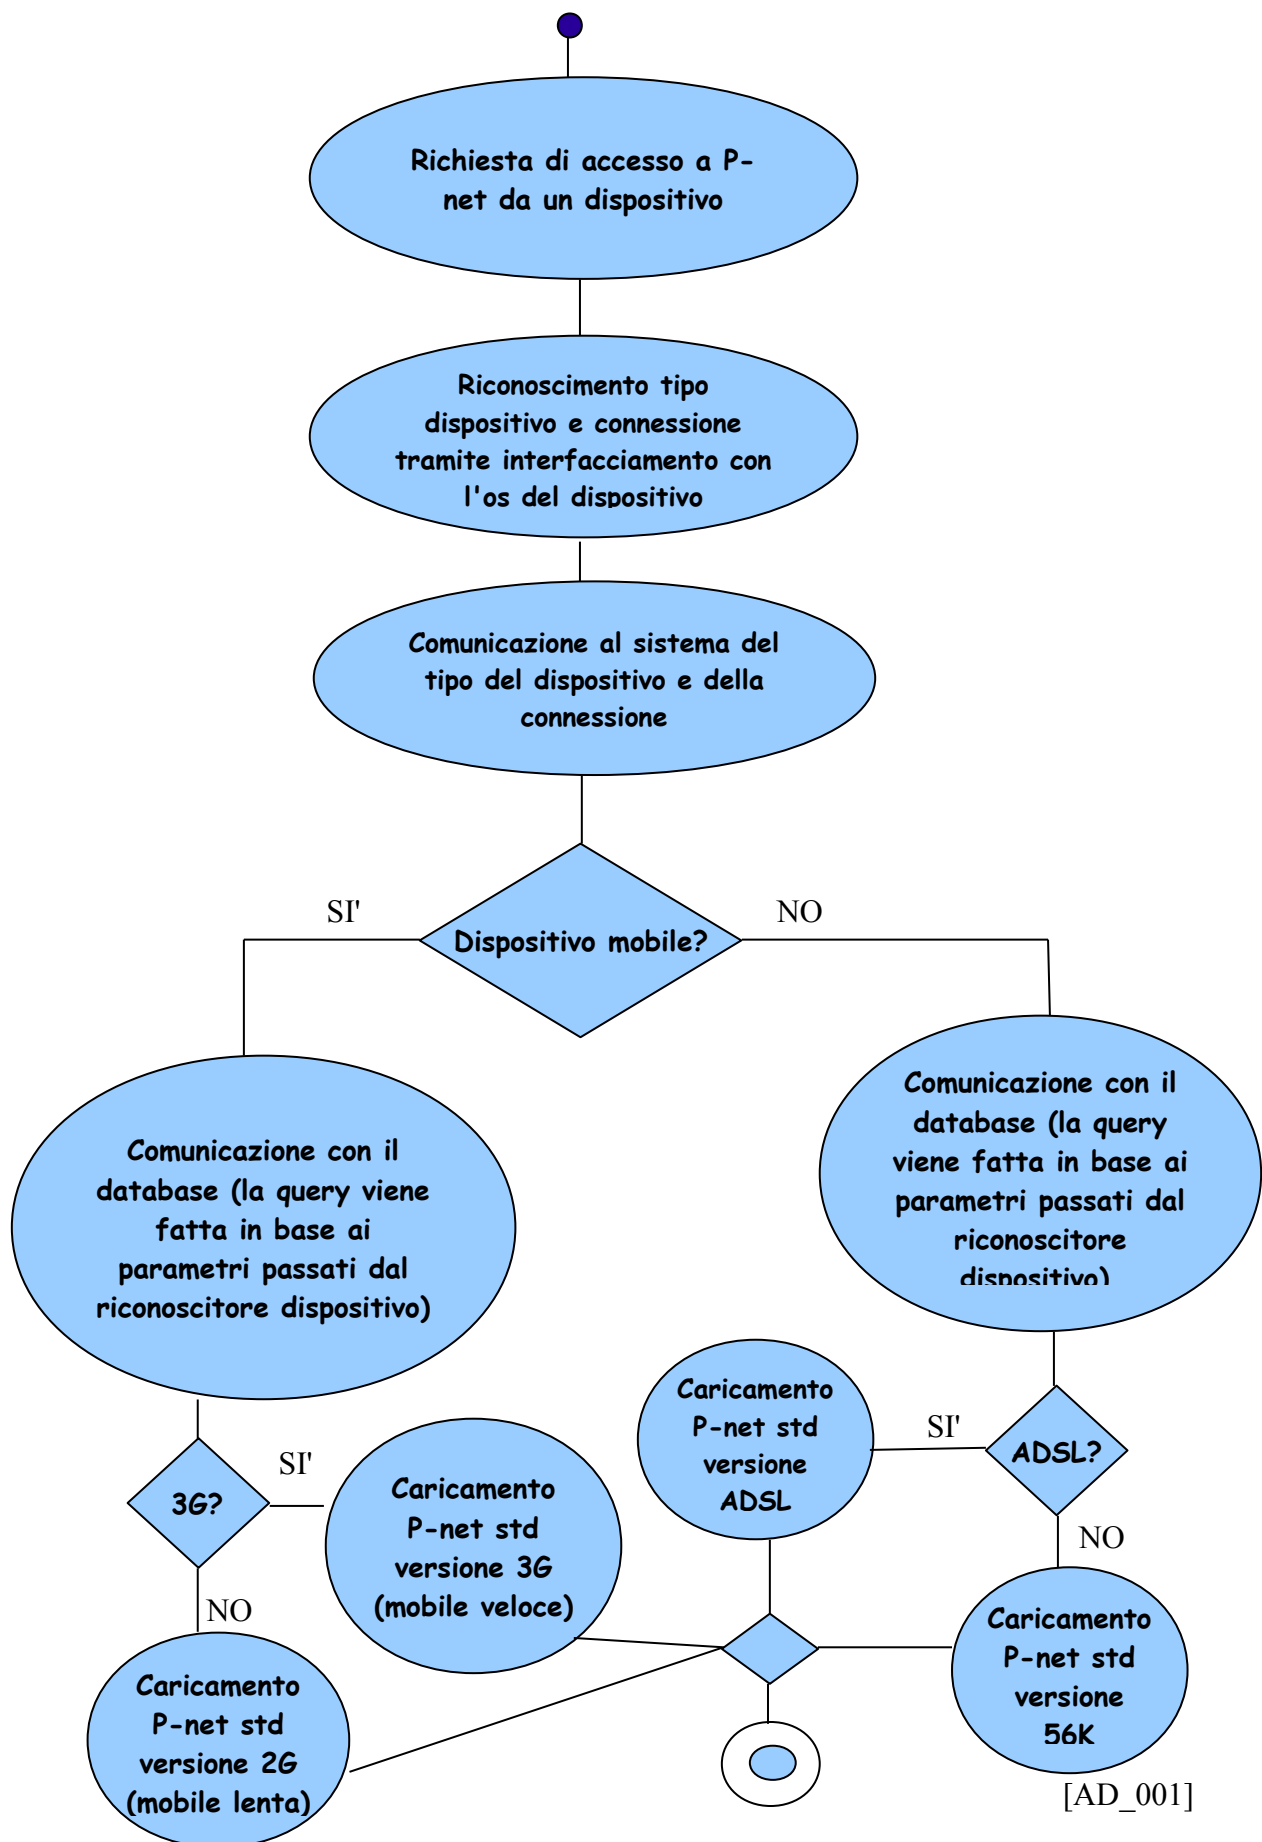 Richiesta di accesso a P-
net da un dispositivo
Riconoscimento tipo
dispositivo e connessione
tramite interfacciamento con
l'os del dispositivo
Comunicazione al sistema del
tipo del dispositivo e della
connessione
SI'
NO
Dispositivo mobile?
Comunicazione con il
database (la query
viene fatta in base ai
parametri passati dal
riconoscitore
dispositivo)
Comunicazione con il
database (la query viene
fatta in base ai
parametri passati dal
riconoscitore dispositivo)
Caricamento
P-net std
versione
ADSL
SI'
ADSL?
NO
3G?
SI'
Caricamento
P-net std
versione 3G
(mobile veloce)
NO
Caricamento
P-net std
versione 2G
(mobile lenta)
Caricamento
P-net std
versione
56K
[AD_001]